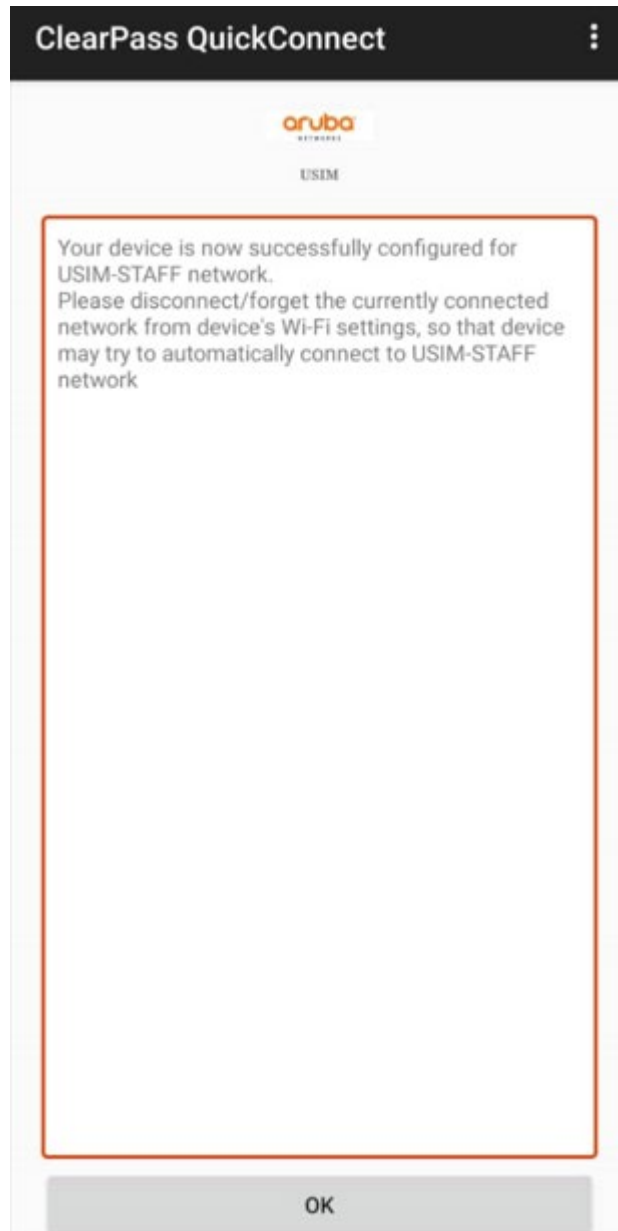 ClearPass QuickConnect
aruba
NETWORKS
USIM
Your device is now successfully configured for
USIM-STAFF network.
Please disconnect/forget the currently connected
network from device's Wi-Fi settings, so that device
may try to automatically connect to USIM-STAFF
network
OK